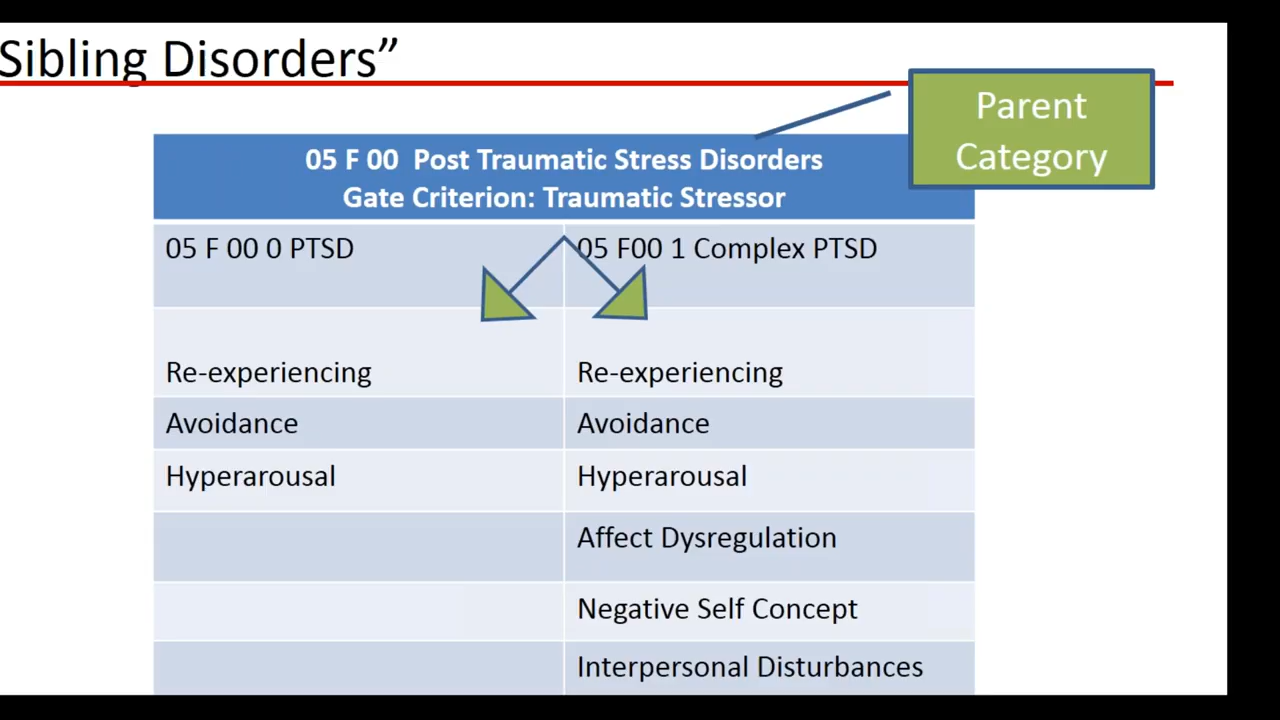 Sibling Disorders”
Parent
Category
05 F 00 Post Traumatic Stress Disorders
Gate Criterion: Traumatic Stressor
05 F 00 0 PTSD
05 F00 1 Complex PTSD
Re-experiencing
Re-experiencing
Avoidance
Avoidance
Hyperarousal
Hyperarousal
Affect Dysregulation
Negative Self Concept
Interpersonal Disturbances